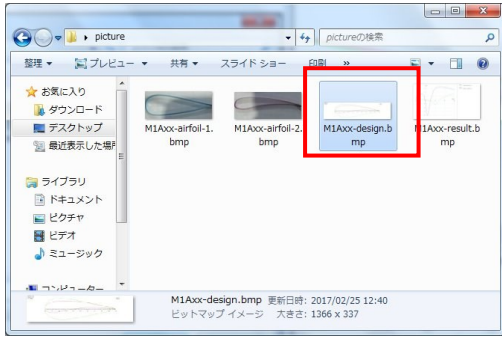 picture
pictureの検索
整理 プレビュー 共有 スライド ショー 印刷 »
お気に入り
ダウンロード
デスクトップ
最近表示した場所
ライブラリ
ドキュメント
ピクチャ
ビデオ
ミュージック
コンピューター
M1Axx-airfoil-1.
bmp
M1Axx-airfoil-2.
bmp
M1Axx-design.b
mp
M1Axx-result.b
mp
M1Axx-design.bmp 更新日時: 2017/02/25 12:40
ビットマップ イメージ 大きさ: 1366 x 337